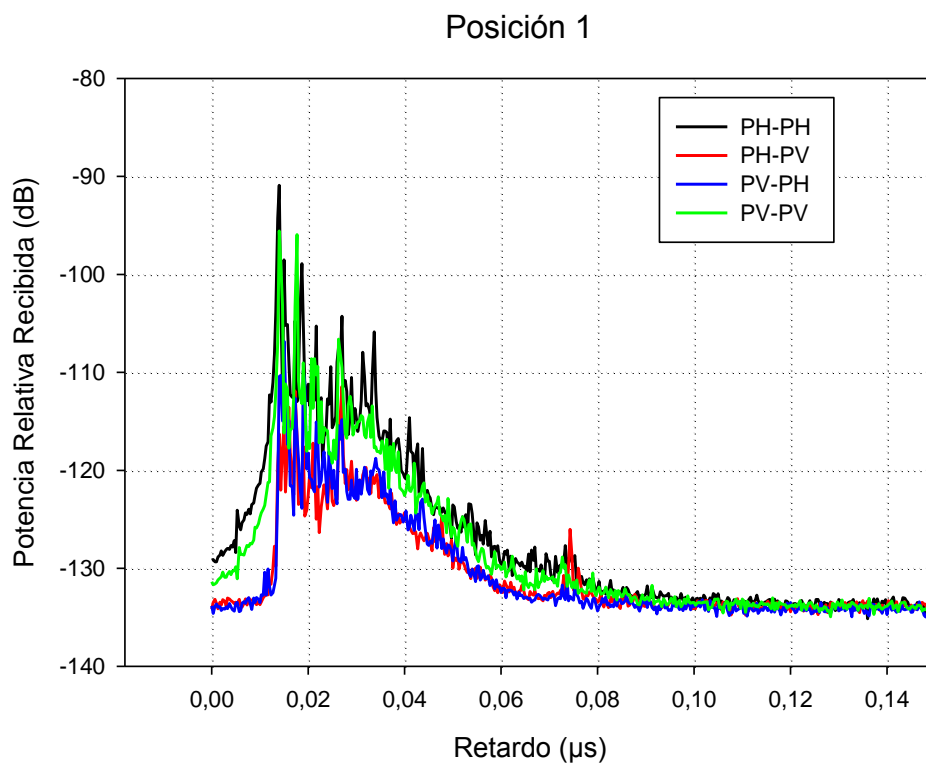 Posición 1
Potencia Relativa Recibida (dB)
-80
-90
-100
-110
-120
-130
-140
PH-PH
PH-PV
PV-PH
PV-PV
0,00 0,02 0,04 0,06 0,08 0,10 0,12 0,14
Retardo (µs)